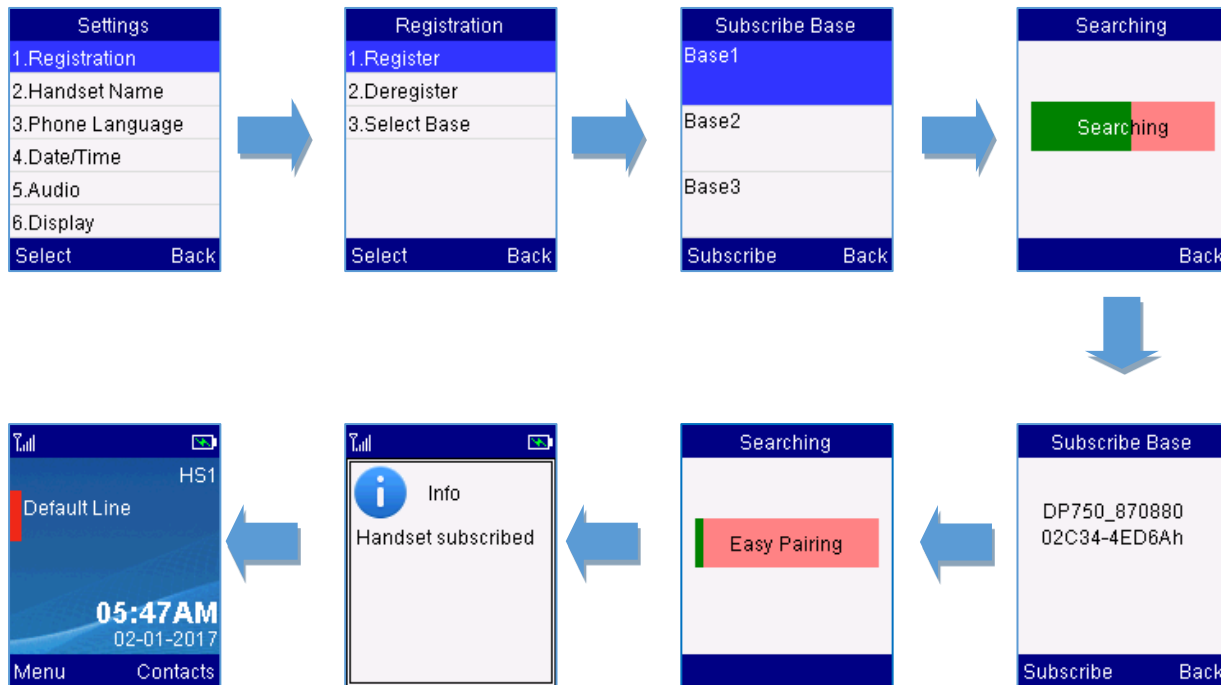 Settings
1.Registration
2.Handset Name
3.Phone Language
4.Date/Time
5.Audio
6.Display
Select Back
Registration
1.Register
2.Deregister
3.Select Base
Select Back
Subscribe Base
Base1
Base2
Base3
Subscribe Back
Searching
Searching
Back
Subscribe Base
DP750_870880
02C34-4ED6Ah
Subscribe Back
Searching
Easy Pairing
Info
Handset subscribed
HS1
Default Line
05:47AM
02-01-2017
Menu Contacts